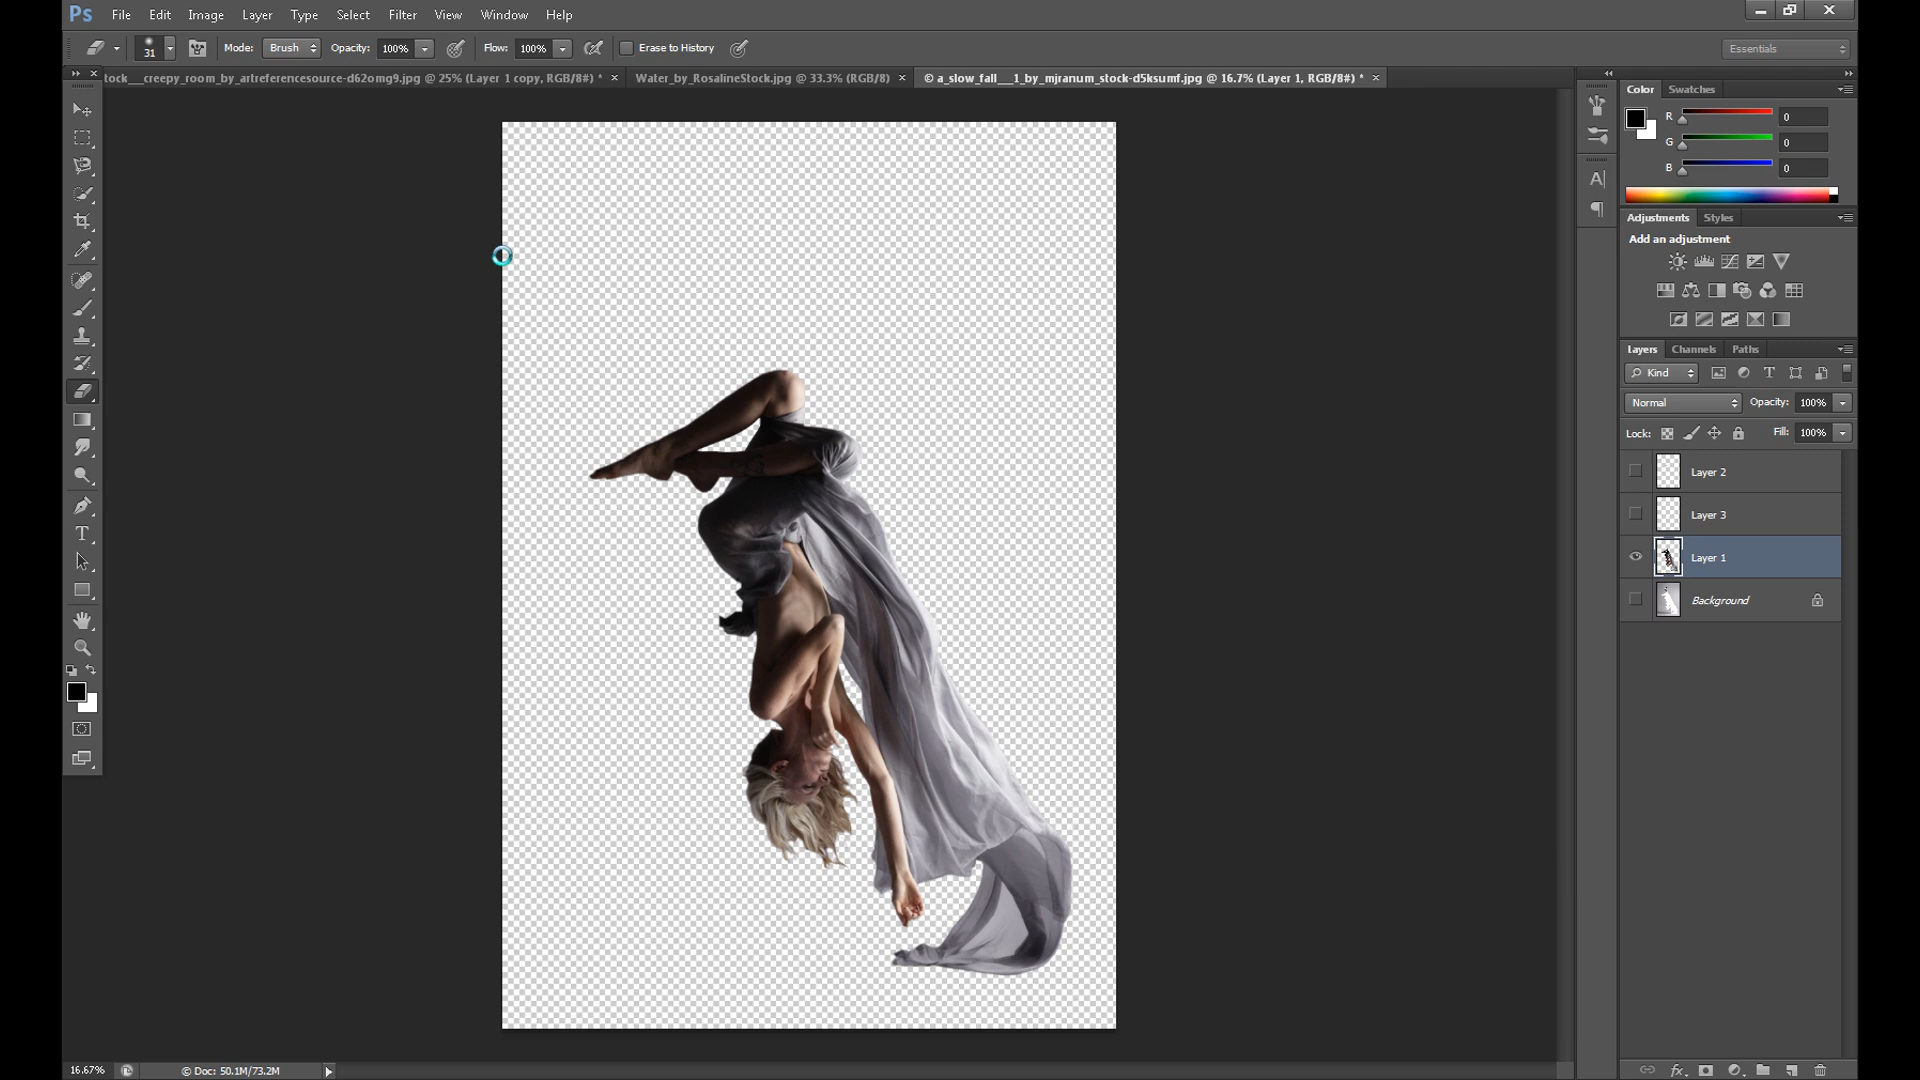 Ps File Edit Image Layer Type Select Filter View Window Help
31 Mode: Brush Opacity: 100% Flow: 100% Erase to History Essentials
tock__creepy_room_by_artreferencesource-d62omg9.jpg @ 25% (Layer 1 copy, RGB/8#) * × Water_by_RosalineStock.jpg @ 33.3% (RGB/8) × © a_slow_fall__1_by_mjranum_stock-d5ksumf.jpg @ 16.7% (Layer 1, RGB/8#) * ×
Color Swatches
R 0
G 0
B 0
Adjustments Styles
Add an adjustment
Layers Channels Paths
Kind
Normal Opacity: 100%
Lock: Fill: 100%
Layer 2
Layer 3
Layer 1
Background
16.67% © Doc: 50.1M/73.2M